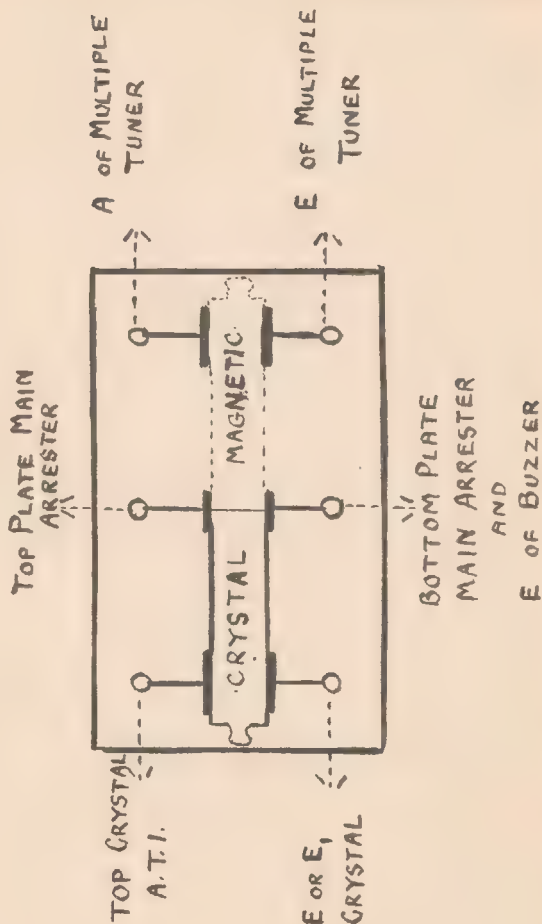 TOP PLATE MAIN
ARRESTER
TOP CRYSTAL
A.T.I.
A OF MULTIPLE
TUNER
CRYSTAL
MAGNETIC
E OR E,
CRYSTAL
E OF MULTIPLE
TUNER
BOTTOM PLATE
MAIN ARRESTER
AND
E OF BUZZER